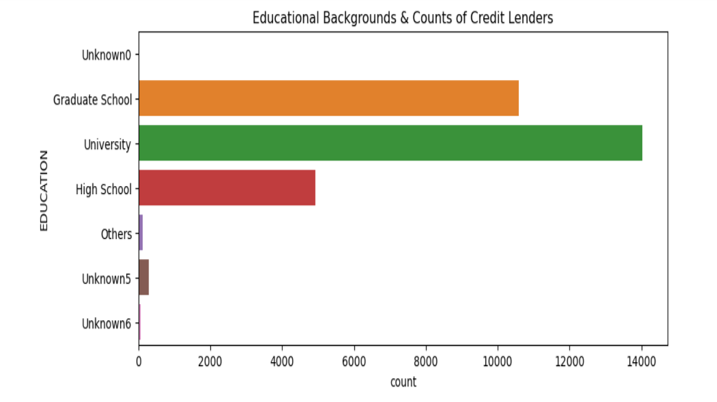 Educational Backgrounds & Counts of Credit Lenders
Unknown0
Graduate School
University
High School
Others
Unknown5
Unknown6
EDUCATION
0 2000 4000 6000 8000 10000 12000 14000
count